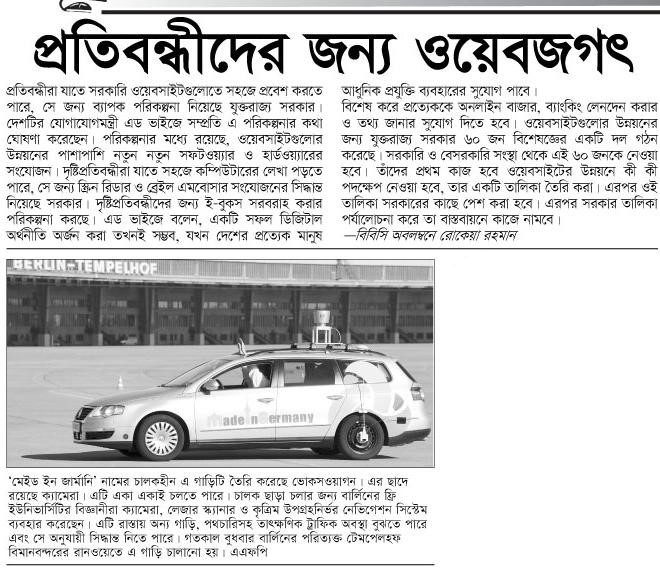 প্রতিবন্ধীদের জন্য ওয়েবজগৎ
প্রতিবন্ধীরা যাতে সরকারি ওয়েবসাইটগুলোতে সহজে প্রবেশ করতে
পারে, সে জন্য ব্যাপক পরিকল্পনা নিয়েছে যুক্তরাজ্য সরকার।
দেশটির যোগাযোগমন্ত্রী এড ভাইজে সম্প্রতি এ পরিকল্পনার কথা
ঘোষণা করেছেন। পরিকল্পনার মধ্যে রয়েছে, ওয়েবসাইটগুলোর
উন্নয়নের পাশাপাশি নতুন নতুন সফটওয়্যার ও হার্ডওয়্যারের
সংযোজন। দৃষ্টিপ্রতিবন্ধীরা যাতে সহজে কম্পিউটারের লেখা পড়তে
পারে, সে জন্য স্ক্রিন রিডার ও ব্রেইল এমবোসার সংযোজনের সিদ্ধান্ত
নিয়েছে সরকার। দৃষ্টিপ্রতিবন্ধীদের জন্য ই-বুকস সরবরাহ করার
পরিকল্পনা করছে। এড ভাইজে বলেন, একটি সফল ডিজিটাল
অর্থনীতি অর্জন করা তখনই সম্ভব, যখন দেশের প্রত্যেক মানুষ
আধুনিক প্রযুক্তি ব্যবহারের সুযোগ পাবে।
বিশেষ করে প্রত্যেককে অনলাইন বাজার, ব্যাংকিং লেনদেন করার
ও তথ্য জানার সুযোগ দিতে হবে। ওয়েবসাইটগুলোর উন্নয়নের
জন্য যুক্তরাজ্য সরকার ৬০ জন বিশেষজ্ঞের একটি দল গঠন
করেছে। সরকারি ও বেসরকারি সংস্থা থেকে এই ৬০ জনকে নেওয়া
হবে। তাঁদের প্রথম কাজ হবে ওয়েবসাইটের উন্নয়নে কী কী
পদক্ষেপ নেওয়া হবে, তার একটি তালিকা তৈরি করা। এরপর ওই
তালিকা সরকারের কাছে পেশ করা হবে। এরপর সরকার তালিকা
পর্যালোচনা করে তা বাস্তবায়নে কাজে নামবে।
—বিবিসি অবলম্বনে রোকেয়া রহমান
BERLIN-TEMPELHOF
MadeInGermany
‘মেইড ইন জার্মানি’ নামের চালকহীন এ গাড়িটি তৈরি করেছে ভোকসওয়াগন। এর ছাদে
রয়েছে ক্যামেরা। এটি একা একাই চলতে পারে। চালক ছাড়া চলার জন্য বার্লিনের ফ্রি
ইউনিভার্সিটির বিজ্ঞানীরা ক্যামেরা, লেজার স্ক্যানার ও কৃত্রিম উপগ্রহনির্ভর নেভিগেশন সিস্টেম
ব্যবহার করেছেন। এটি রাস্তায় অন্য গাড়ি, পথচারিসহ তাৎক্ষণিক ট্রাফিক অবস্থা বুঝতে পারে
এবং সে অনুযায়ী সিদ্ধান্ত নিতে পারে। গতকাল বুধবার বার্লিনের পরিত্যক্ত টেমপেলহফ
বিমানবন্দরের রানওয়েতে এ গাড়ি চালানো হয়। এএফপি